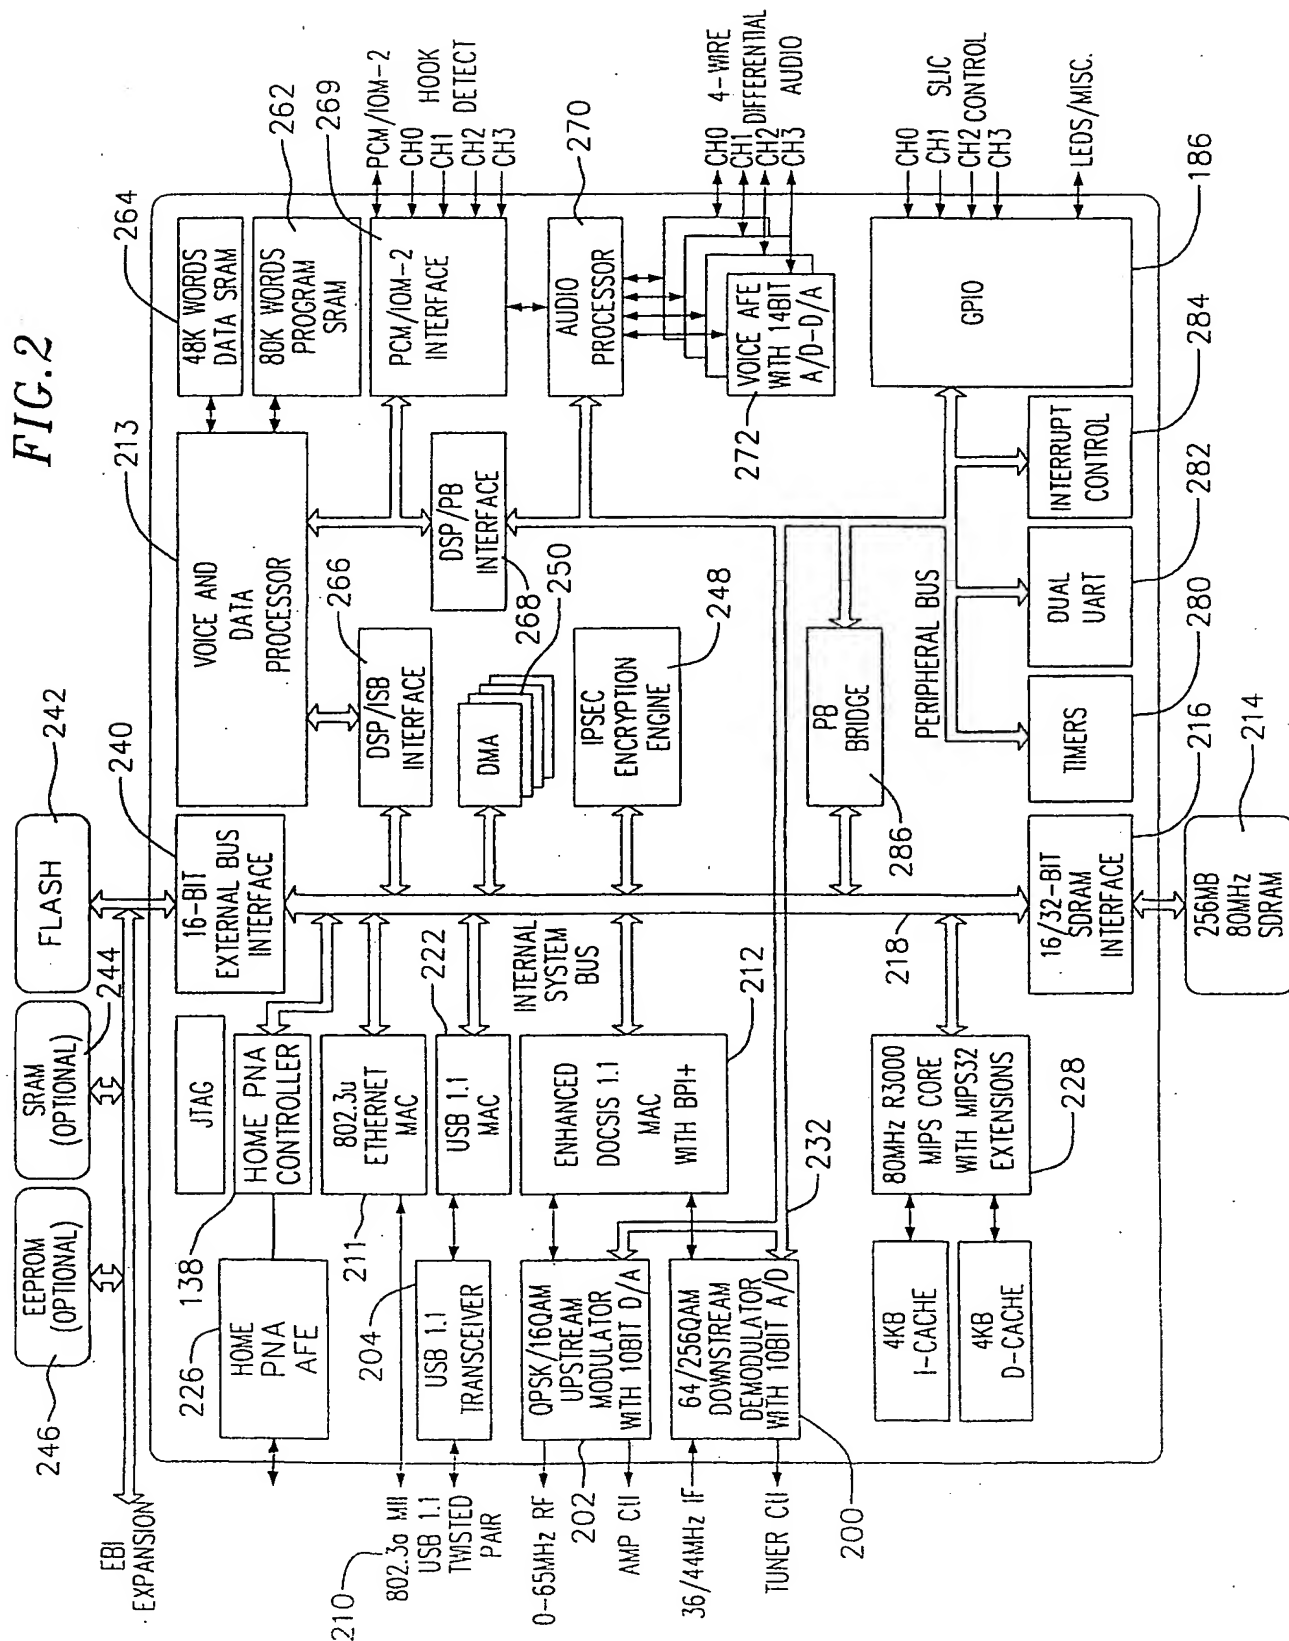 FIG.2
EEPROM
(OPTIONAL)
246
SRAM
(OPTIONAL)
244
FLASH
242
240
213
264
262
269
EBI
EXPANSION
16-BIT
EXTERNAL BUS
INTERFACE
VOICE AND
DATA
PROCESSOR
48K WORDS
DATA SRAM
80K WORDS
PROGRAM
SRAM
JTAG
226
138
HOME
PNA
AFE
HOME PNA
CONTROLLER
266
DSP/ISB
INTERFACE
PCM/IOM-2
INTERFACE
PCM/IOM-2
CH0
CH1
CH2
CH3
HOOK
DETECT
210
802.3a MII
211
802.3u
ETHERNET
MAC
DSP/PB
INTERFACE
268
USB 1.1
TWISTED
PAIR
204
USB 1.1
TRANSCEIVER
USB 1.1
MAC
222
DMA
250
270
AUDIO
PROCESSOR
INTERNAL
SYSTEM
BUS
0-65MHz RF
202
AMP CII
QPSK/16QAM
UPSTREAM
MODULATOR
WITH 10BIT D/A
ENHANCED
DOCSIS 1.1
MAC
WITH BPI+
212
IPSEC
ENCRYPTION
ENGINE
248
CH0
CH1
CH2
CH3
4-WIRE
DIFFERENTIAL
AUDIO
36/44MHz IF
TUNER CII
64/256QAM
DOWNSTREAM
DEMODULATOR
WITH 10BIT A/D
200
232
VOICE AFE
WITH 14BIT
A/D-D/A
272
PB
BRIDGE
286
218
PERIPHERAL BUS
4KB
I-CACHE
4KB
D-CACHE
80MHz R3000
MIPS CORE
WITH MIPS32
EXTENSIONS
228
GPIO
CH0
CH1
CH2
CH3
SLIC
CONTROL
LEDS/MISC.
186
16/32-BIT
SDRAM
INTERFACE
216
TIMERS
280
DUAL
UART
282
INTERRUPT
CONTROL
284
256MB
80MHz
SDRAM
214